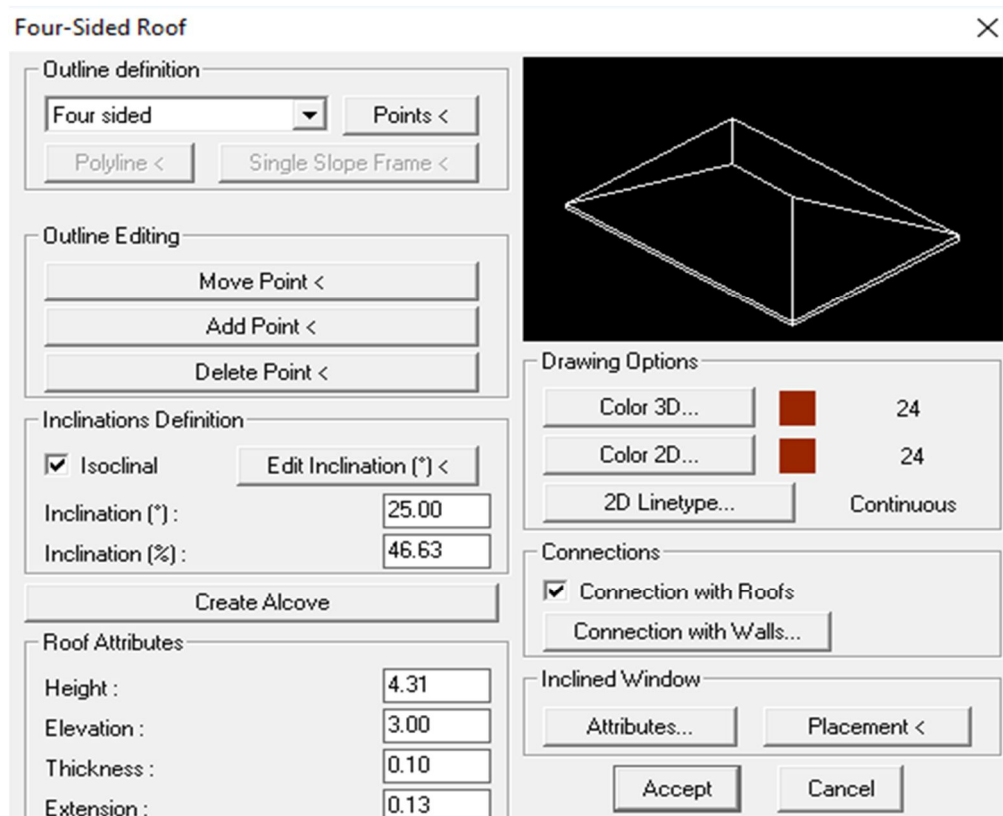 Four-Sided Roof
Outline definition
Four sided
Points <
Polyline <
Single Slope Frame <
Outline Editing
Move Point <
Add Point <
Delete Point <
Inclinations Definition
Isoclinal
Edit Inclination (°) <
Inclination (°) :
25.00
Inclination (%) :
46.63
Create Alcove
Roof Attributes
Height :
4.31
Elevation :
3.00
Thickness :
0.10
Extension :
0.13
Drawing Options
Color 3D...
24
Color 2D...
24
2D Linetype...
Continuous
Connections
Connection with Roofs
Connection with Walls...
Inclined Window
Attributes...
Placement <
Accept
Cancel